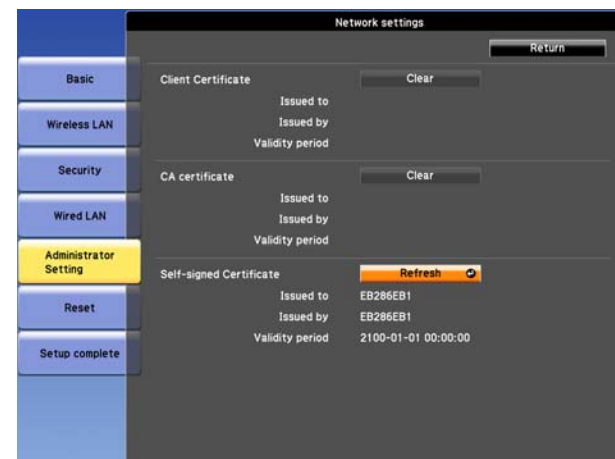 Network settings
Return
Basic
Wireless LAN
Security
Wired LAN
Administrator
Setting
Reset
Setup complete
Client Certificate Clear
Issued to
Issued by
Validity period
CA certificate Clear
Issued to
Issued by
Validity period
Self-signed Certificate Refresh
Issued to EB286EB1
Issued by EB286EB1
Validity period 2100-01-01 00:00:00